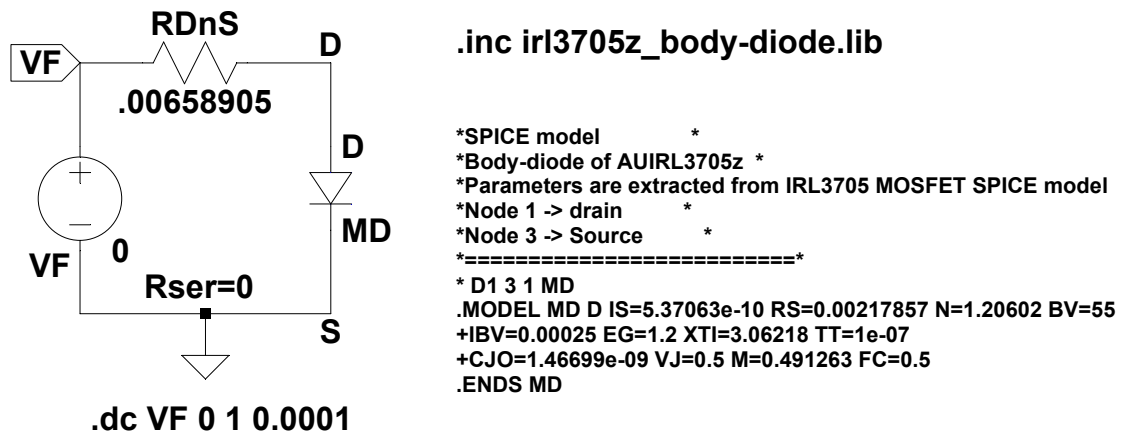 RDnS
D
VF
.00658905
D
MD
VF
0
Rser=0
S
.dc VF 0 1 0.0001
.inc irl3705z_body-diode.lib
*SPICE model *
*Body-diode of AUIRL3705z *
*Parameters are extracted from IRL3705 MOSFET SPICE model
*Node 1 -> drain *
*Node 3 -> Source *
*==========================*
* D1 3 1 MD
.MODEL MD D IS=5.37063e-10 RS=0.00217857 N=1.20602 BV=55
+IBV=0.00025 EG=1.2 XTI=3.06218 TT=1e-07
+CJO=1.46699e-09 VJ=0.5 M=0.491263 FC=0.5
.ENDS MD